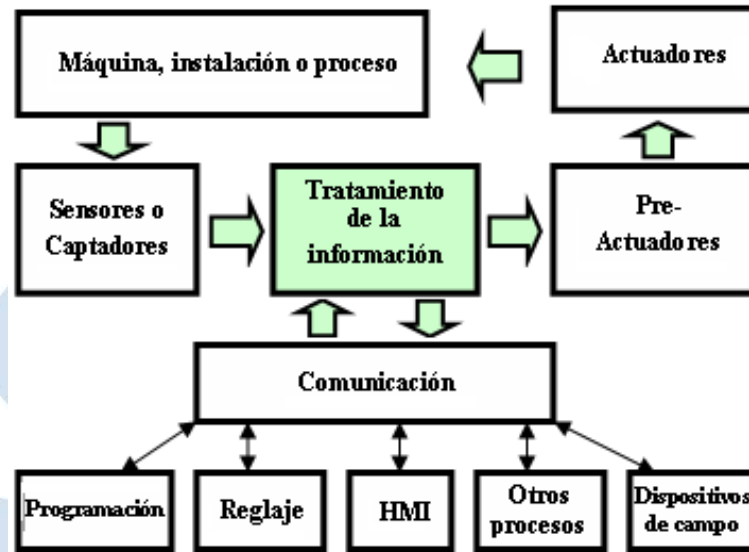 Máquina, instalación o proceso
Actuadores
Sensores o
Captadores
Tratamiento
de la
información
Pre-
Actuadores
Comunicación
Programación
Reglaje
HMI
Otros
procesos
Dispositivos
de campo